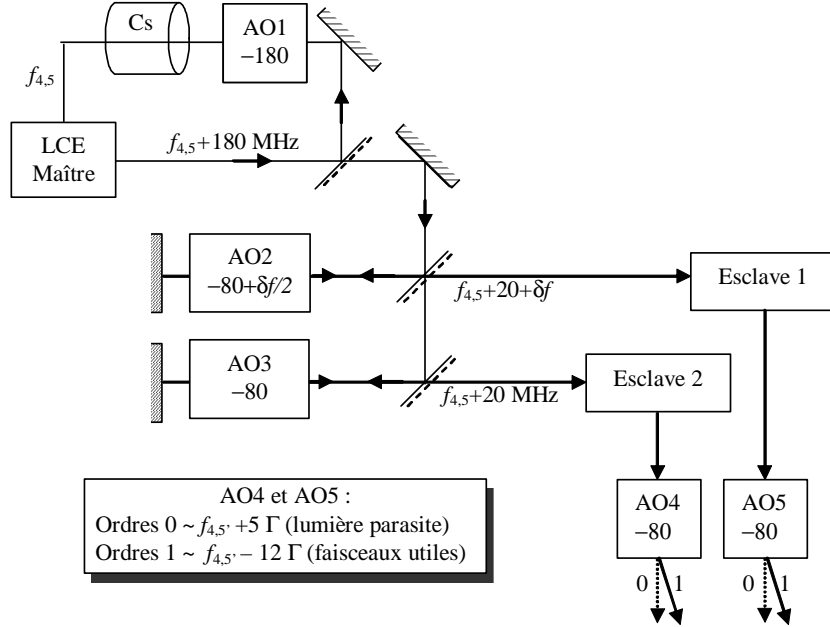 Cs
AO1
−180
f4,5
LCE
Maître
f4,5+180 MHz
AO2
−80+δf/2
f4,5+20+δf
Esclave 1
AO3
−80
f4,5+20 MHz
Esclave 2
AO4 et AO5 :
Ordres 0 ~ f4,5' +5 Γ (lumière parasite)
Ordres 1 ~ f4,5' − 12 Γ (faisceaux utiles)
AO4
−80
AO5
−80
0
1
0
1